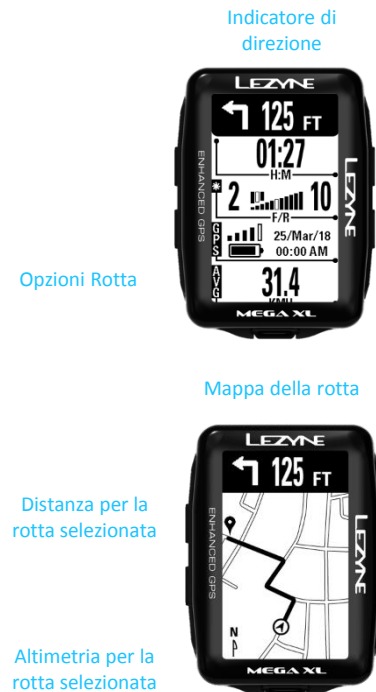 Indicatore di
direzione
LEZYNE
125 FT
01:27
H:M
2 10
F/R
GPS
25/Mar/18
00:00 AM
AVG
31.4
KMH
ENHANCED GPS
LEZYNE
MEGA XL
Opzioni Rotta
Mappa della rotta
LEZYNE
125 FT
ENHANCED GPS
LEZYNE
N
MEGA XL
Distanza per la
rotta selezionata
Altimetria per la
rotta selezionata